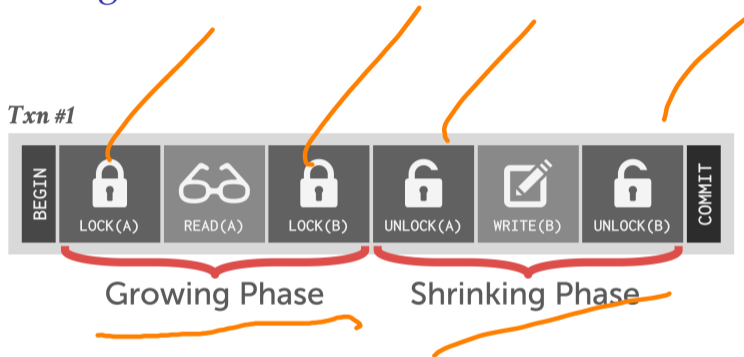 Txn #1
BEGIN LOCK(A) READ(A) LOCK(B) UNLOCK(A) WRITE(B) UNLOCK(B) COMMIT
Growing Phase Shrinking Phase